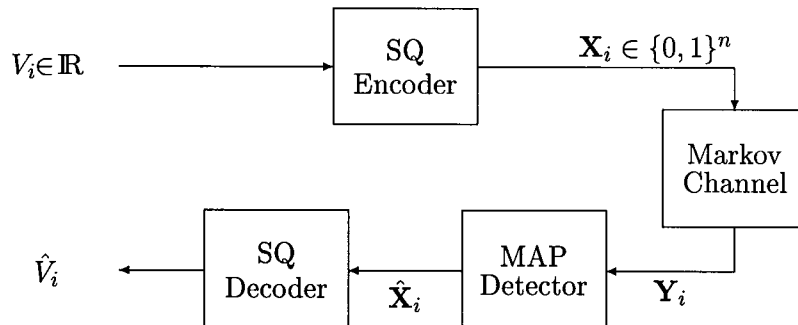 V_i∈ℝ
SQ
Encoder
𝐗_i ∈ {0, 1}^n
Markov
Channel
V̂_i
SQ
Decoder
𝐗̂_i
MAP
Detector
𝐘_i